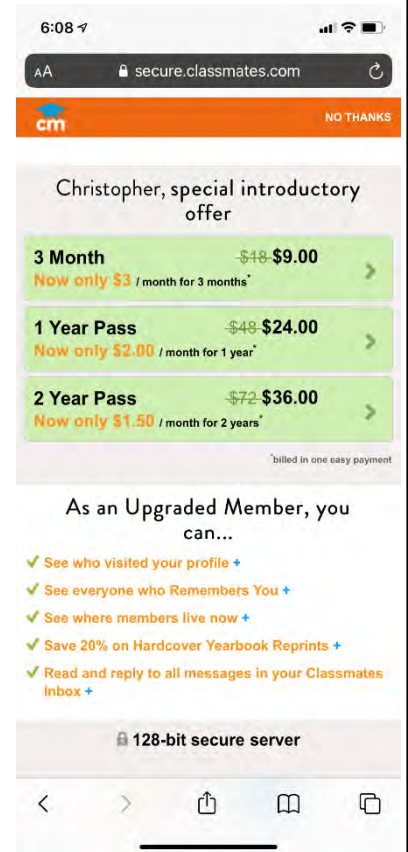 6:08
AA secure.classmates.com
cm NO THANKS
Christopher, special introductory
offer
3 Month $18 $9.00
Now only $3 / month for 3 months*
1 Year Pass $48 $24.00
Now only $2.00 / month for 1 year*
2 Year Pass $72 $36.00
Now only $1.50 / month for 2 years*
*billed in one easy payment
As an Upgraded Member, you
can...
See who visited your profile +
See everyone who Remembers You +
See where members live now +
Save 20% on Hardcover Yearbook Reprints +
Read and reply to all messages in your Classmates
Inbox +
128-bit secure server